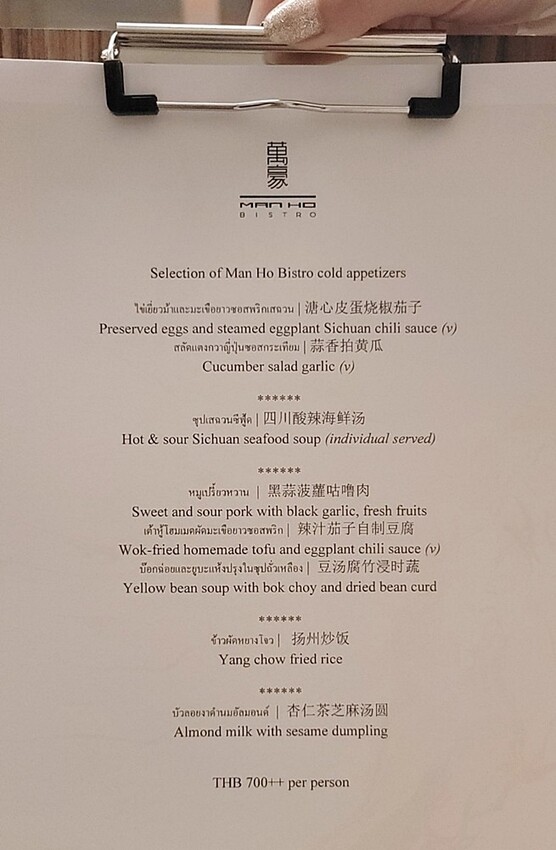 萬豪
MAN HO
BISTRO
Selection of Man Ho Bistro cold appetizers
ไข่เยี่ยวม้าและมะเขือยาวซอสพริกเสฉวน | 溏心皮蛋烧椒茄子
Preserved eggs and steamed eggplant Sichuan chili sauce (v)
สลัดแตงกวาญี่ปุ่นซอสกระเทียม | 蒜香拍黄瓜
Cucumber salad garlic (v)
******
ซุปเสฉวนซีฟู้ด | 四川酸辣海鲜汤
Hot & sour Sichuan seafood soup (individual served)
******
หมูเปรี้ยวหวาน | 黑蒜菠蘿咕嚕肉
Sweet and sour pork with black garlic, fresh fruits
เต้าหู้โฮมเมดผัดมะเขือยาวซอสพริก | 辣汁茄子自制豆腐
Wok-fried homemade tofu and eggplant chili sauce (v)
บ๊อกฉ่อยและยูบะแห้งปรุงในซุปถั่วเหลือง | 豆汤腐竹浸时蔬
Yellow bean soup with bok choy and dried bean curd
******
ข้าวผัดหยางโจว | 扬州炒饭
Yang chow fried rice
******
บัวลอยงาดำนมอัลมอนด์ | 杏仁茶芝麻汤圆
Almond milk with sesame dumpling
THB 700++ per person